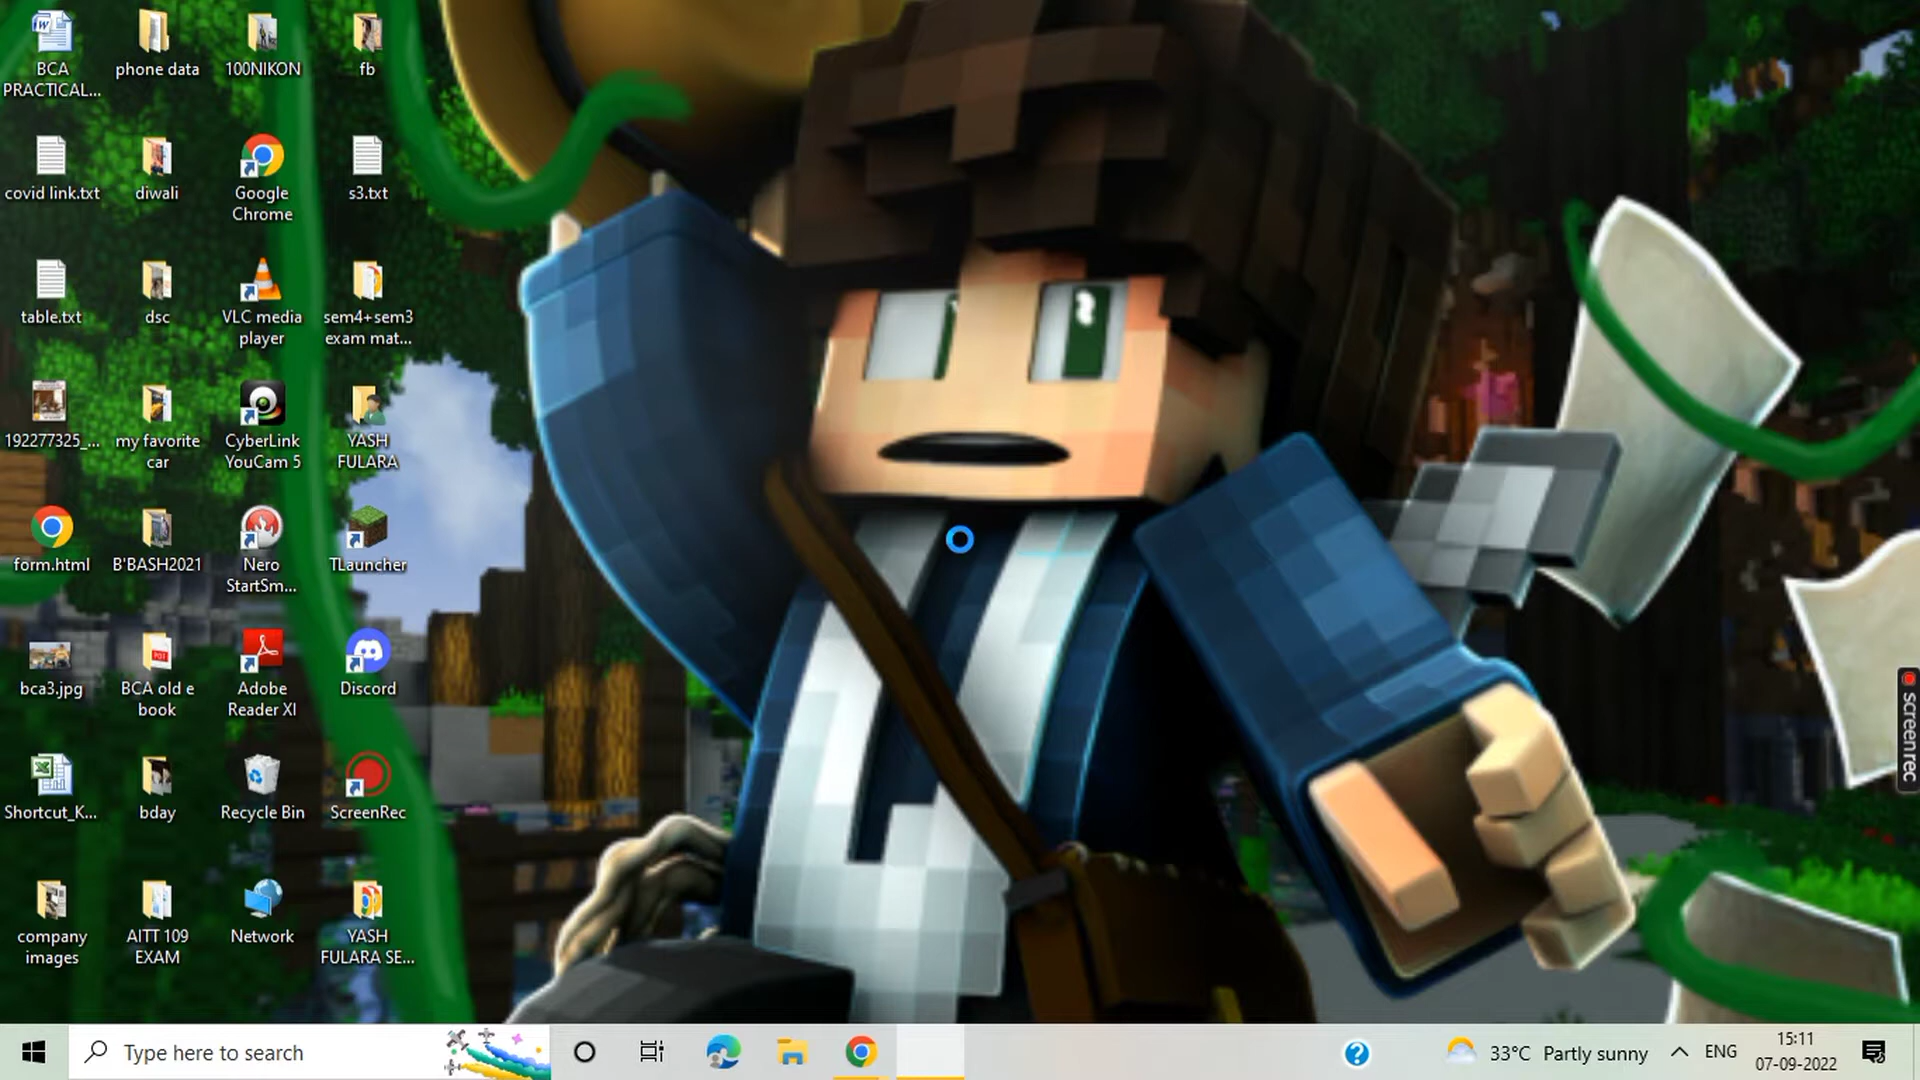 BCA
PRACTICAL...
phone data
100NIKON
fb
covid link.txt
diwali
Google
Chrome
s3.txt
table.txt
dsc
VLC media
player
sem4+sem3
exam mat...
192277325_...
my favorite
car
CyberLink
YouCam 5
YASH
FULARA
form.html
B'BASH2021
Nero
StartSm...
TLauncher
bca3.jpg
BCA old e
book
Adobe
Reader XI
Discord
Shortcut_K...
bday
Recycle Bin
ScreenRec
company
images
AITT 109
EXAM
Network
YASH
FULARA SE...
screenrec
Type here to search
33°C Partly sunny
ENG
15:11
07-09-2022